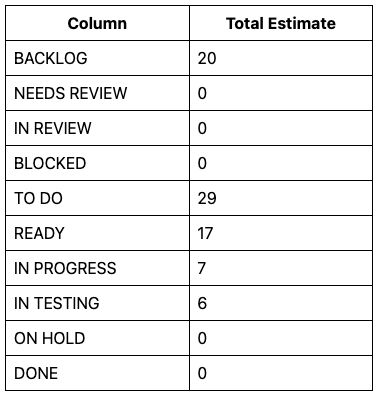 Column Total Estimate
BACKLOG 20
NEEDS REVIEW 0
IN REVIEW 0
BLOCKED 0
TO DO 29
READY 17
IN PROGRESS 7
IN TESTING 6
ON HOLD 0
DONE 0